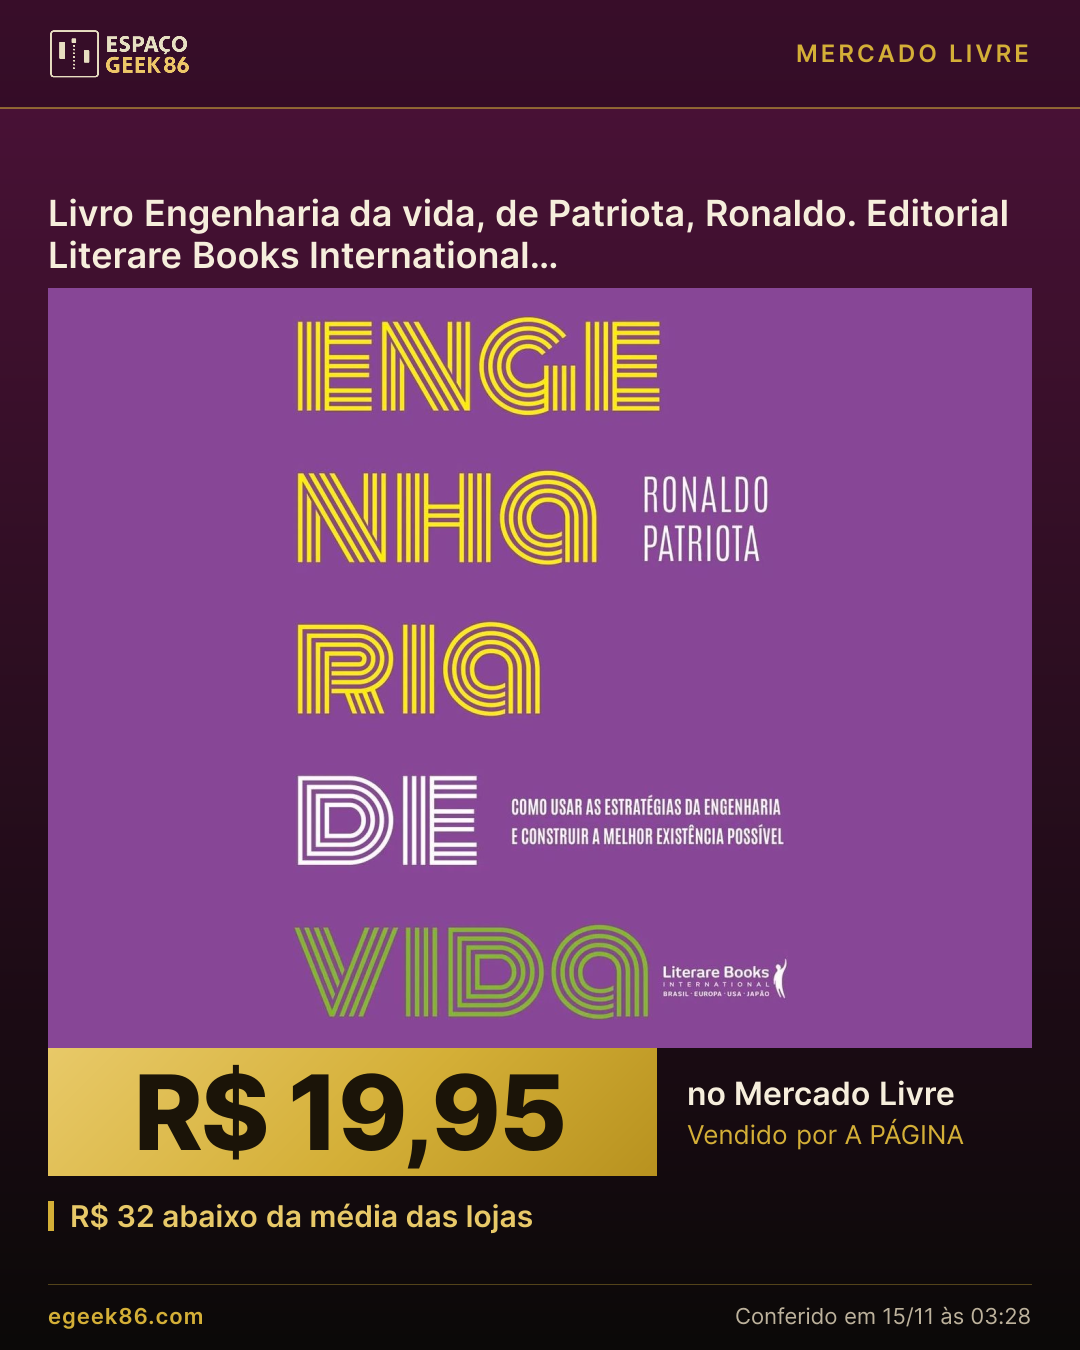 ESPAÇO
GEEK86
MERCADO LIVRE
Livro Engenharia da vida, de Patriota, Ronaldo. Editorial
Literare Books International...
ENGE
NHa
RONALDO
PATRIOTA
RIa
DE
COMO USAR AS ESTRATÉGIAS DA ENGENHARIA
E CONSTRUIR A MELHOR EXISTÊNCIA POSSÍVEL
VIDa
Literare Books
INTERNATIONAL
BRASIL · EUROPA · USA · JAPÃO
R$ 19,95
no Mercado Livre
Vendido por A PÁGINA
R$ 32 abaixo da média das lojas
egeek86.com
Conferido em 15/11 às 03:28